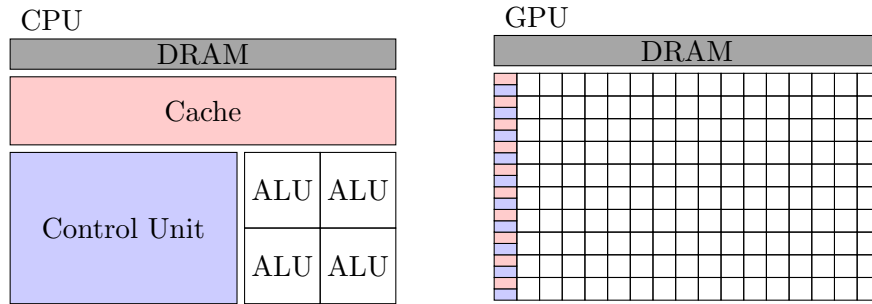 CPU
DRAM
Cache
Control Unit
ALU ALU
ALU ALU
GPU
DRAM